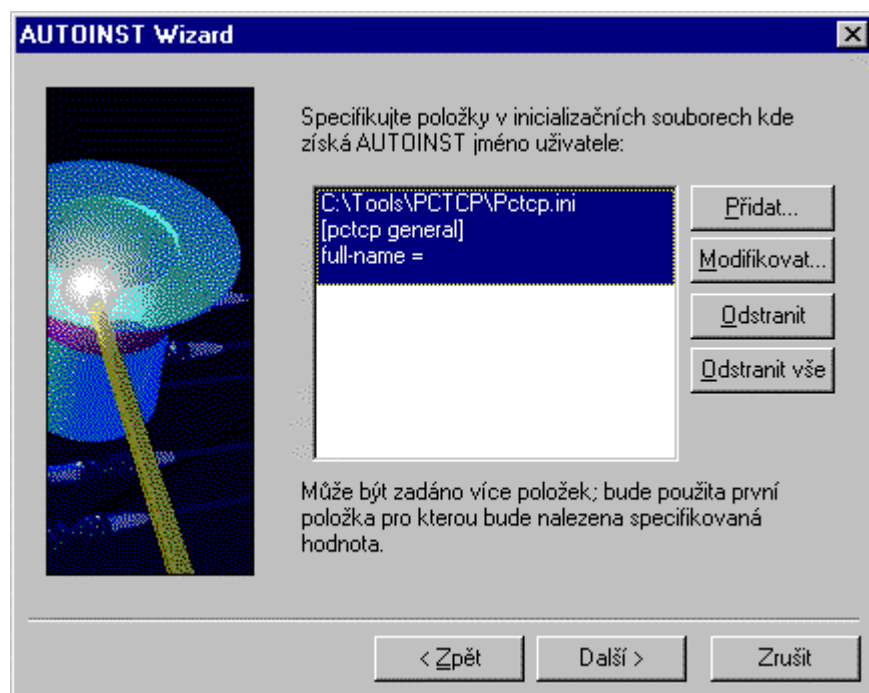 AUTOINST Wizard
Specifikujte položky v inicializačních souborech kde
získá AUTOINST jméno uživatele:
C:\Tools\PCTCP\Pctcp.ini
[pctcp general]
full-name =
Přidat...
Modifikovat...
Odstranit
Odstranit vše
Může být zadáno více položek; bude použita první
položka pro kterou bude nalezena specifikovaná
hodnota.
< Zpět
Další >
Zrušit